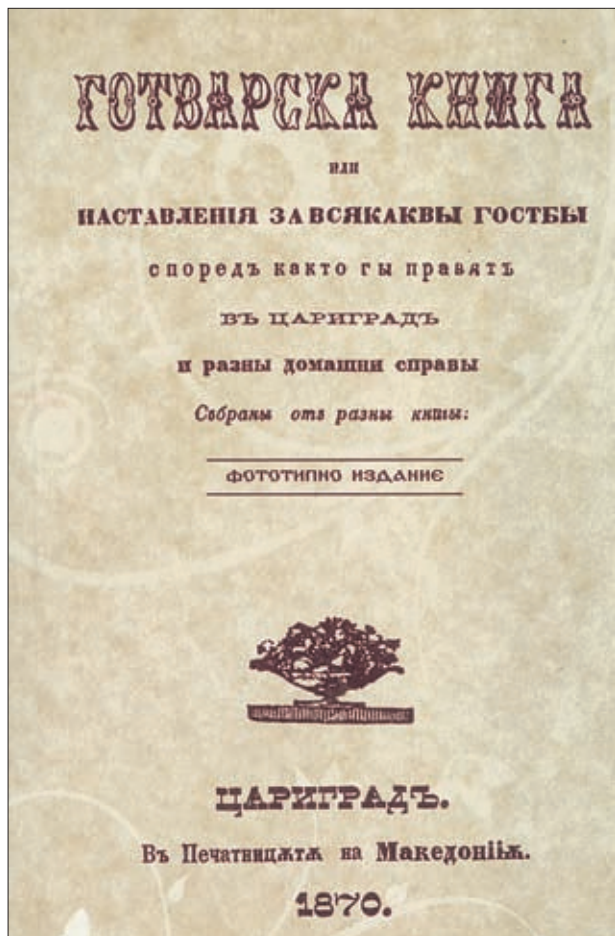 ГОТВАРСКА КНИГА
или
НАСТАВЛЕНІЯ ЗА ВСЯКАКВЫ ГОСТБЫ
споредъ както гы правятъ
ВЪ ЦАРИГРАДЪ
и разны домашни справы
Собраны отъ разны книгы:
ФОТОТИПНО ИЗДАНИЕ
ЦАРИГРАДЪ.
Въ Печатницѫтѫ на Македоніѭ.
1870.